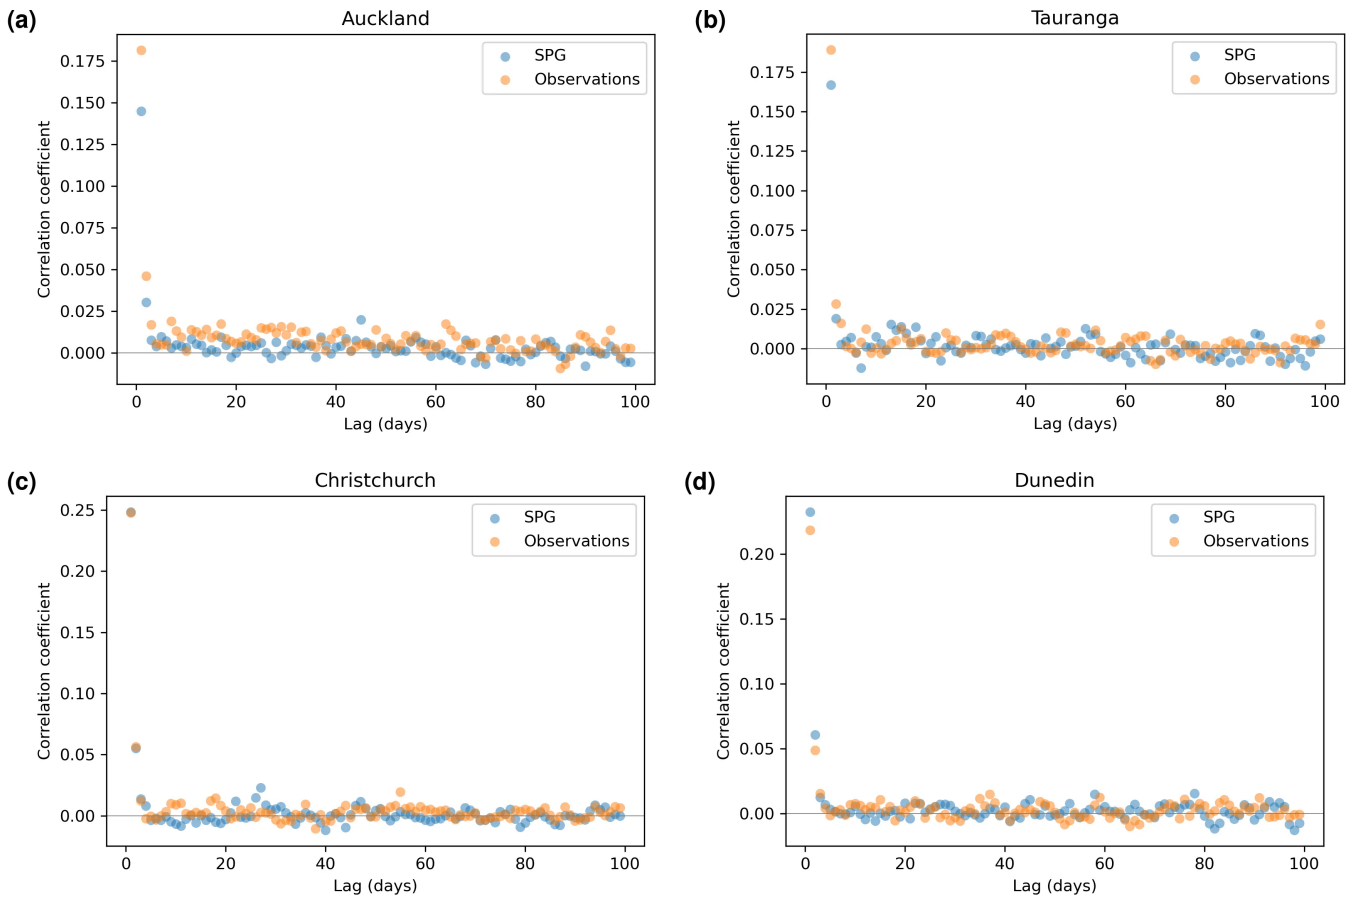 (a)
Auckland
SPG
Observations
0.175
0.150
0.125
0.100
0.075
0.050
0.025
0.000
Correlation coefficient
0 20 40 60 80 100
Lag (days)
(b)
Tauranga
SPG
Observations
0.175
0.150
0.125
0.100
0.075
0.050
0.025
0.000
Correlation coefficient
0 20 40 60 80 100
Lag (days)
(c)
Christchurch
SPG
Observations
0.25
0.20
0.15
0.10
0.05
0.00
Correlation coefficient
0 20 40 60 80 100
Lag (days)
(d)
Dunedin
SPG
Observations
0.20
0.15
0.10
0.05
0.00
Correlation coefficient
0 20 40 60 80 100
Lag (days)